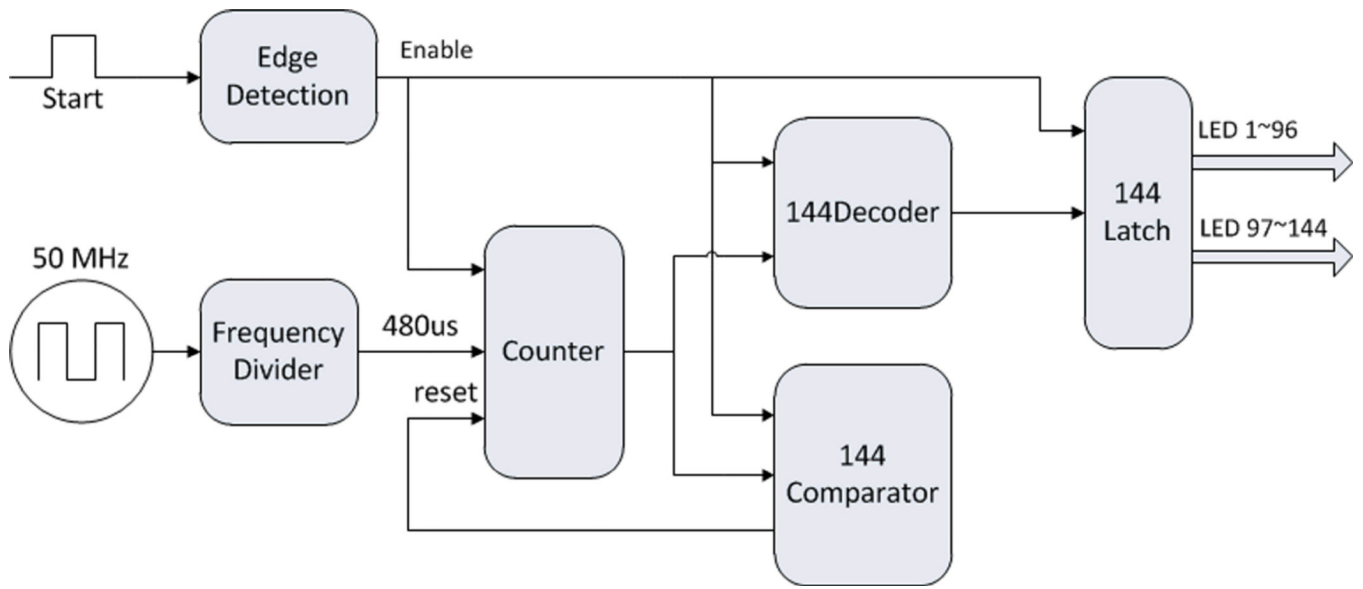 Start
Edge
Detection
Enable
50 MHz
Frequency
Divider
480us
reset
Counter
144Decoder
144
Comparator
144
Latch
LED 1~96
LED 97~144